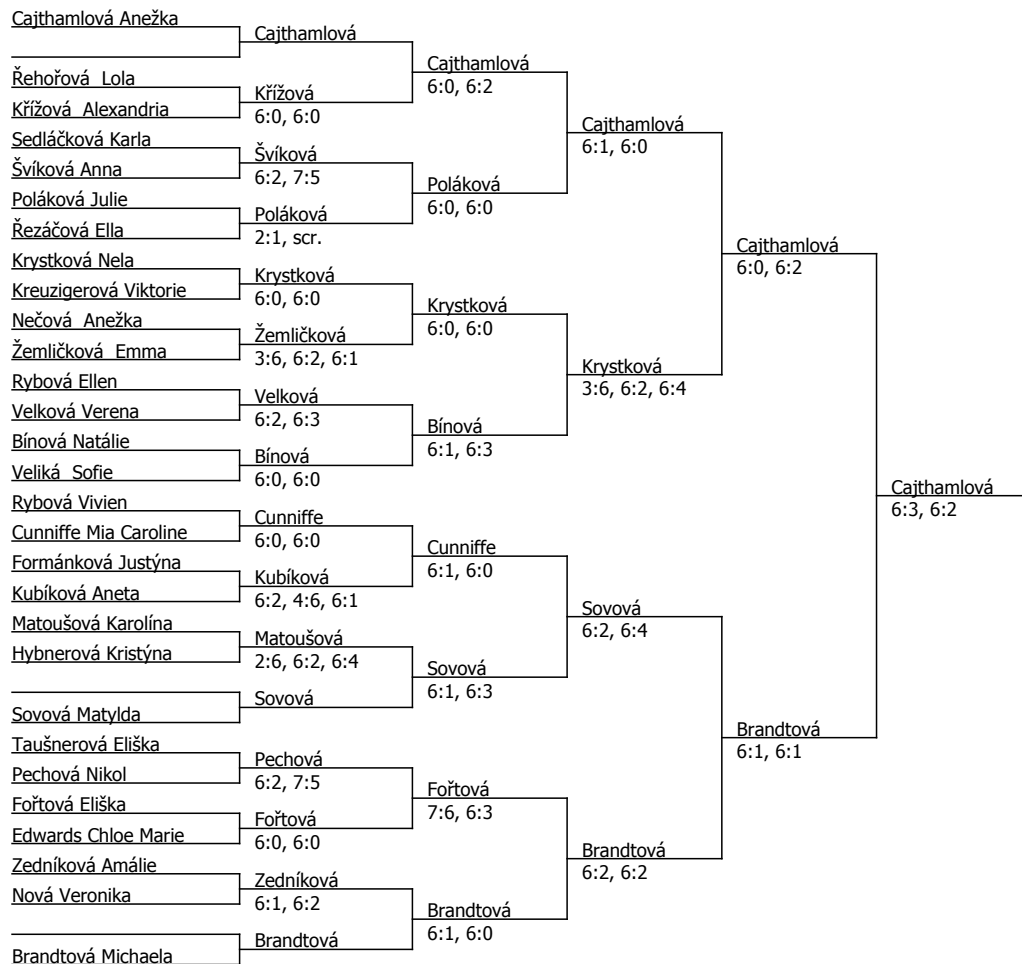 Cajthamlová Anežka
Řehořová  Lola
Křížová  Alexandria
Sedláčková Karla
Švíková Anna
Poláková Julie
Řezáčová Ella
Krystková Nela
Kreuzigerová Viktorie
Nečová  Anežka
Žemličková  Emma
Rybová Ellen
Velková Verena
Bínová Natálie
Veliká  Sofie
Rybová Vivien
Cunniffe Mia Caroline
Formánková Justýna
Kubíková Aneta
Matoušová Karolína
Hybnerová Kristýna
Sovová Matylda
Taušnerová Eliška
Pechová Nikol
Fořtová Eliška
Edwards Chloe Marie
Zedníková Amálie
Nová Veronika
Brandtová Michaela
Cajthamlová
Křížová
6:0, 6:0
Švíková
6:2, 7:5
Poláková
2:1, scr.
Krystková
6:0, 6:0
Žemličková
3:6, 6:2, 6:1
Velková
6:2, 6:3
Bínová
6:0, 6:0
Cunniffe
6:0, 6:0
Kubíková
6:2, 4:6, 6:1
Matoušová
2:6, 6:2, 6:4
Sovová
Pechová
6:2, 7:5
Fořtová
6:0, 6:0
Zedníková
6:1, 6:2
Brandtová
Cajthamlová
6:0, 6:2
Poláková
6:0, 6:0
Krystková
6:0, 6:0
Bínová
6:1, 6:3
Cunniffe
6:1, 6:0
Sovová
6:1, 6:3
Fořtová
7:6, 6:3
Brandtová
6:1, 6:0
Cajthamlová
6:1, 6:0
Krystková
3:6, 6:2, 6:4
Sovová
6:2, 6:4
Brandtová
6:2, 6:2
Cajthamlová
6:0, 6:2
Brandtová
6:1, 6:1
Cajthamlová
6:3, 6:2